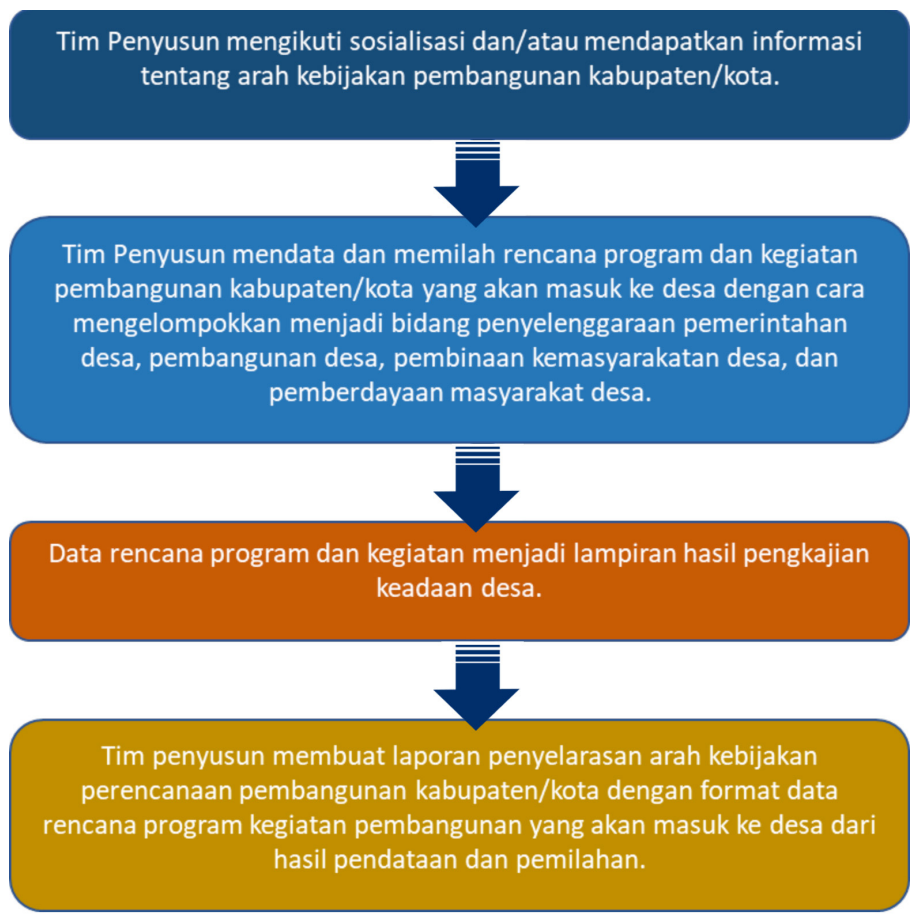 Tim Penyusun mengikuti sosialisasi dan/atau mendapatkan informasi
tentang arah kebijakan pembangunan kabupaten/kota.
Tim Penyusun mendata dan memilah rencana program dan kegiatan
pembangunan kabupaten/kota yang akan masuk ke desa dengan cara
mengelompokkan menjadi bidang penyelenggaraan pemerintahan
desa, pembangunan desa, pembinaan kemasyarakatan desa, dan
pemberdayaan masyarakat desa.
Data rencana program dan kegiatan menjadi lampiran hasil pengkajian
keadaan desa.
Tim penyusun membuat laporan penyelarasan arah kebijakan
perencanaan pembangunan kabupaten/kota dengan format data
rencana program kegiatan pembangunan yang akan masuk ke desa dari
hasil pendataan dan pemilahan.